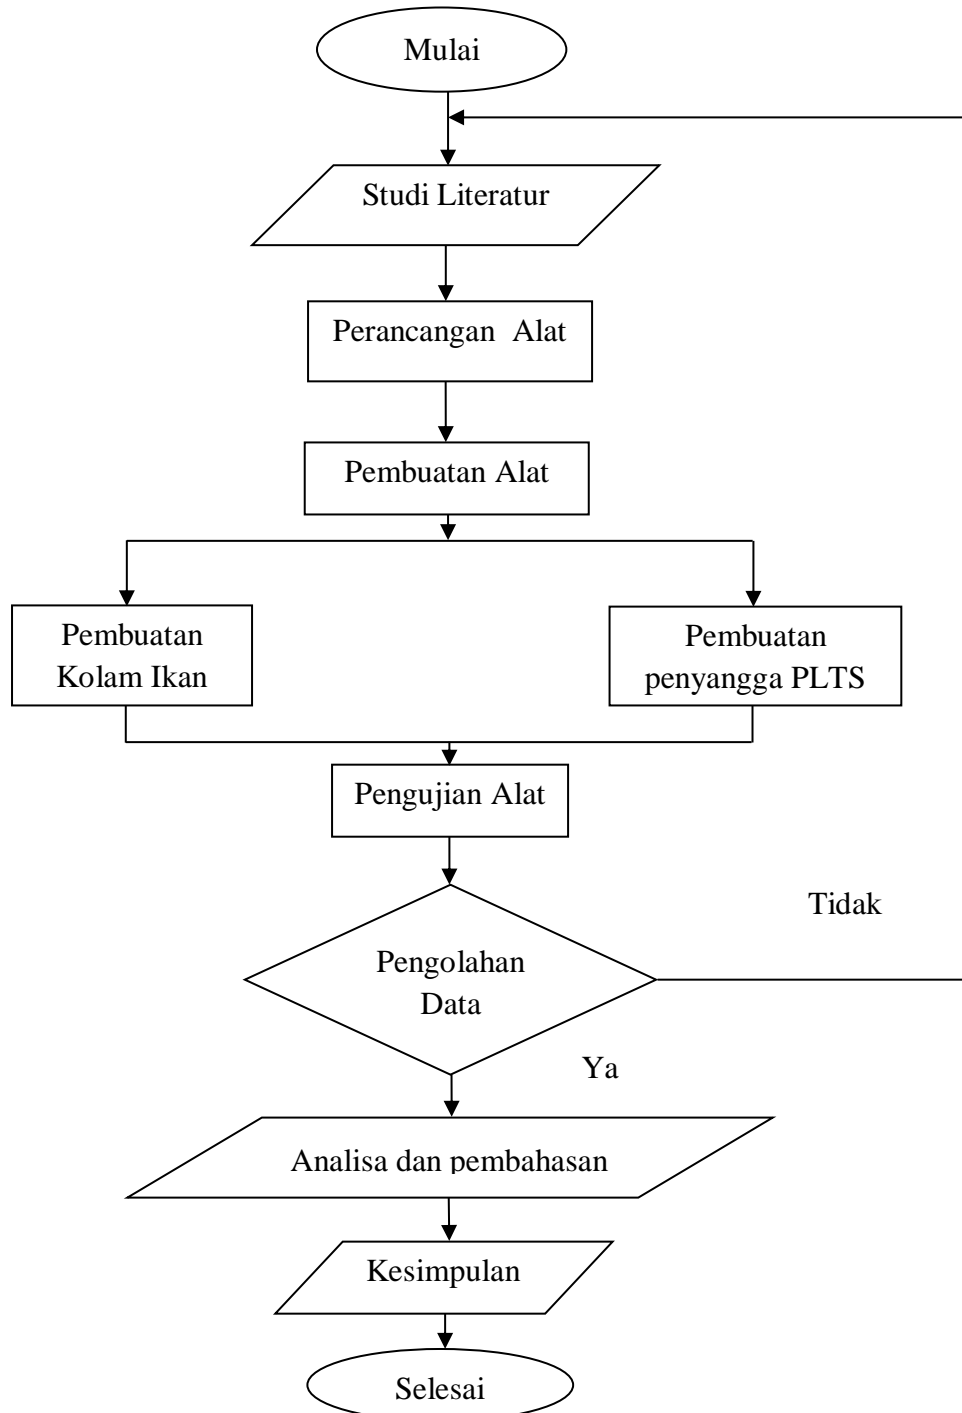 Mulai
Studi Literatur
Perancangan Alat
Pembuatan Alat
Pembuatan
Kolam Ikan
Pembuatan
penyangga PLTS
Pengujian Alat
Tidak
Pengolahan
Data
Ya
Analisa dan pembahasan
Kesimpulan
Selesai